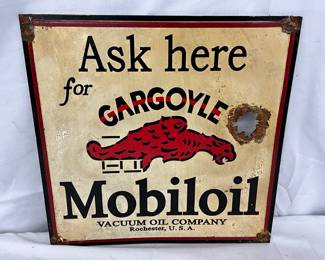 Ask here
for
GARGOYLE
Mobiloil
VACUUM OIL COMPANY
Rochester, U. S. A.